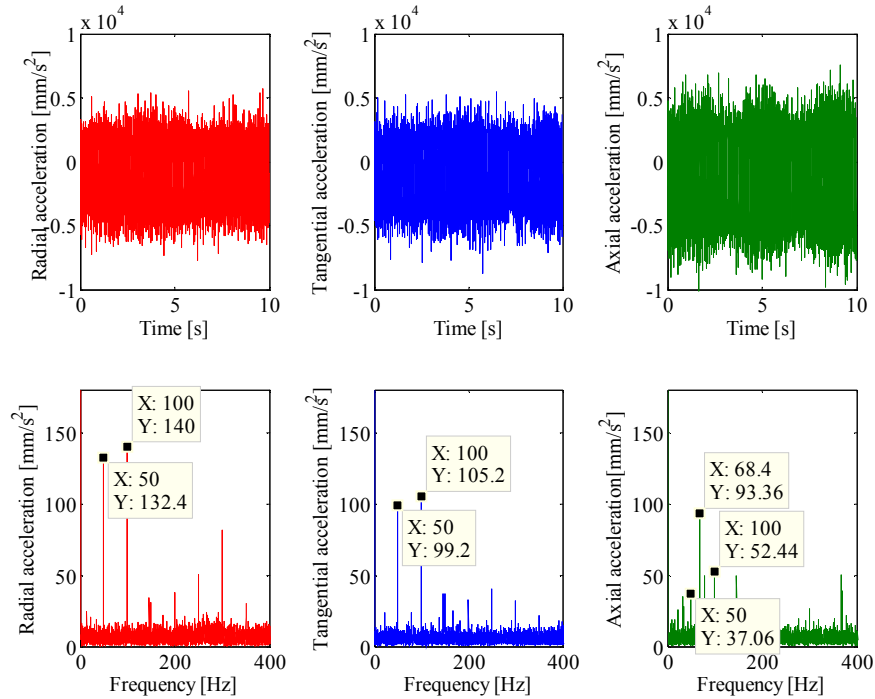 1 x 10^4
0.5
0
-0.5
-1
0 5 10
Time [s]
Radial acceleration [mm/s^2]
1 x 10^4
0.5
0
-0.5
-1
0 5 10
Time [s]
Tangential acceleration [mm/s^2]
1 x 10^4
0.5
0
-0.5
-1
0 5 10
Time [s]
Axial acceleration [mm/s^2]
150
100
50
0
0 200 400
Frequency [Hz]
Radial acceleration [mm/s^2]
X: 100
Y: 140
X: 50
Y: 132.4
150
100
50
0
0 200 400
Frequency [Hz]
Tangential acceleration [mm/s^2]
X: 100
Y: 105.2
X: 50
Y: 99.2
150
100
50
0
200 400
Frequency [Hz]
Axial acceleration[mm/s^2]
X: 68.4
Y: 93.36
X: 100
Y: 52.44
X: 50
Y: 37.06